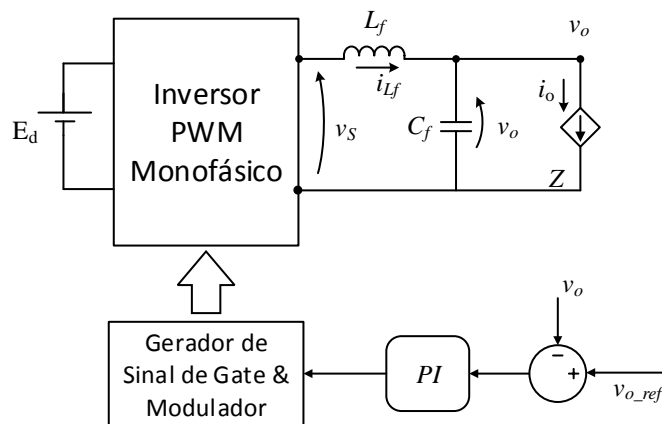 L_f
v_o
E_d
Inversor
PWM
Monofásico
i_Lf
v_S
C_f
v_o
i_o
Z
v_o
Gerador de
Sinal de Gate &
Modulador
PI
−
+
v_o_ref